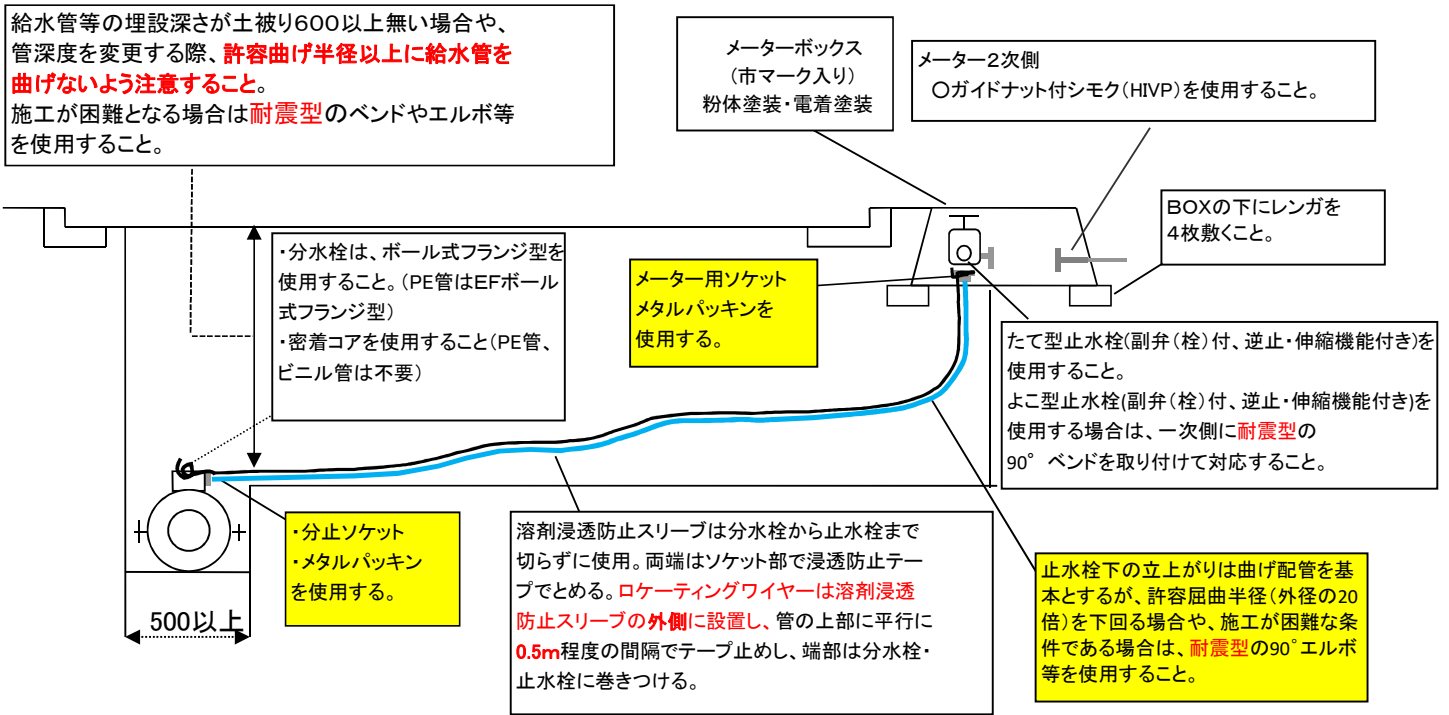 給水管等の埋設深さが土被り600以上無い場合や、
管深度を変更する際、許容曲げ半径以上に給水管を
曲げないよう注意すること。
施工が困難となる場合は耐震型のベンドやエルボ等
を使用すること。
メーターボックス
(市マーク入り)
粉体塗装・電着塗装
メーター2次側
〇ガイドナット付シモク(HIVP)を使用すること。
BOXの下にレンガを
4枚敷くこと。
・分水栓は、ボール式フランジ型を
使用すること。(PE管はEFボール
式フランジ型)
・密着コアを使用すること(PE管、
ビニル管は不要)
メーター用ソケット
メタルパッキンを
使用する。
たて型止水栓(副弁(栓)付、逆止・伸縮機能付き)を
使用すること。
よこ型止水栓(副弁(栓)付、逆止・伸縮機能付き)を
使用する場合は、一次側に耐震型の
90°ベンドを取り付けて対応すること。
・分止ソケット
・メタルパッキン
を使用する。
溶剤浸透防止スリーブは分水栓から止水栓まで
切らずに使用。両端はソケット部で浸透防止テー
プでとめる。ロケーティングワイヤーは溶剤浸透
防止スリーブの外側に設置し、管の上部に平行に
0.5m程度の間隔でテープ止めし、端部は分水栓・
止水栓に巻きつける。
止水栓下の立上がりは曲げ配管を基
本とするが、許容屈曲半径(外径の20
倍)を下回る場合や、施工が困難な条
件である場合は、耐震型の90°エルボ
等を使用すること。
500以上